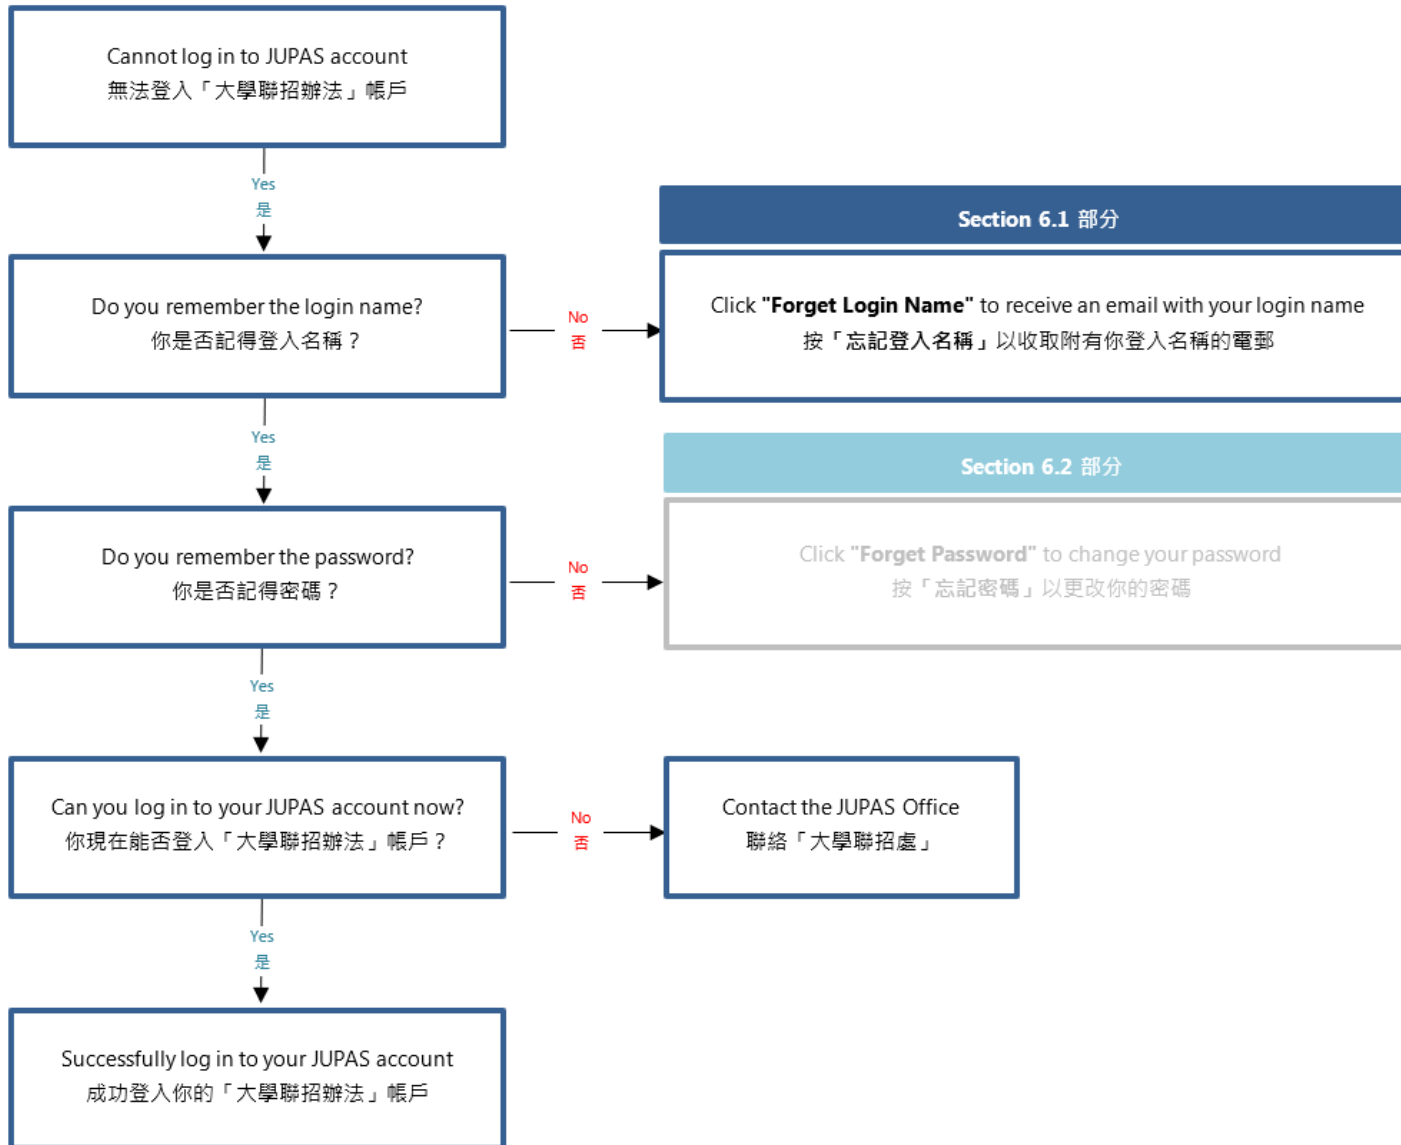 Cannot log in to JUPAS account
無法登入「大學聯招辦法」帳戶
Yes
是
Section 6.1 部分
Do you remember the login name?
你是否記得登入名稱？
No
否
Click "Forget Login Name" to receive an email with your login name
按「忘記登入名稱」以收取附有你登入名稱的電郵
Yes
是
Section 6.2 部分
Do you remember the password?
你是否記得密碼？
No
否
Click "Forget Password" to change your password
按「忘記密碼」以更改你的密碼
Yes
是
Can you log in to your JUPAS account now?
你現在能否登入「大學聯招辦法」帳戶？
No
否
Contact the JUPAS Office
聯絡「大學聯招處」
Yes
是
Successfully log in to your JUPAS account
成功登入你的「大學聯招辦法」帳戶